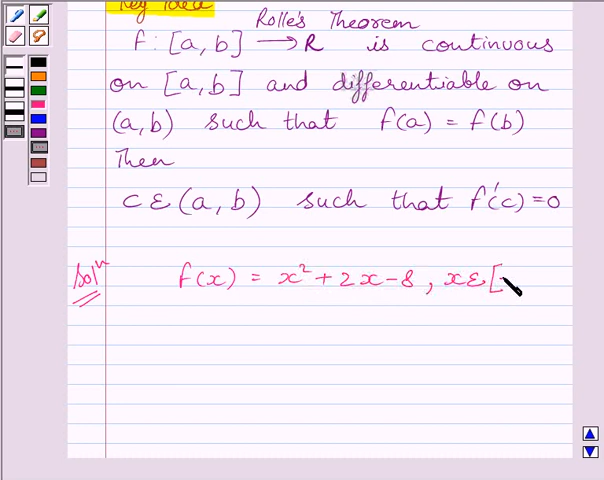 Key Idea
Rolle's Theorem
f: [a, b] → R is continuous
on [a, b] and differentiable on
(a, b) such that f(a) = f(b)
Then
c ε (a, b) such that f'(c) = 0
Solⁿ f(x) = x² + 2x - 8, x ε [